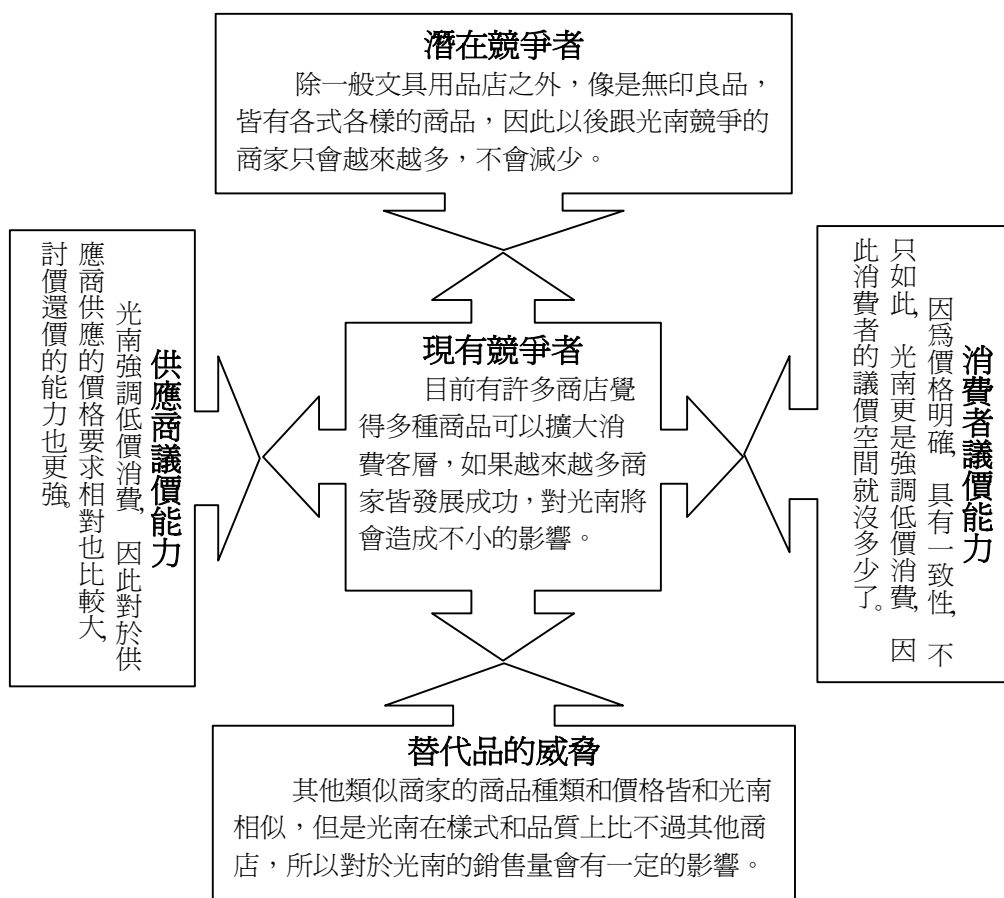 潛在競爭者
除一般文具用品店之外，像是無印良品，
皆有各式各樣的商品，因此以後跟光南競爭的
商家只會越來越多，不會減少。
供應商議價能力
光南強調低價消費，因此對於供
應商供應的價格要求相對也比較大，
討價還價的能力也更強。
現有競爭者
目前有許多商店覺
得多種商品可以擴大消
費客層，如果越來越多商
家皆發展成功，對光南將
會造成不小的影響。
消費者議價能力
因為價格明確，具有一致性，不
只如此，光南更是強調低價消費，因
此消費者的議價空間就沒多少了。
替代品的威脅
其他類似商家的商品種類和價格皆和光南
相似，但是光南在樣式和品質上比不過其他商
店，所以對於光南的銷售量會有一定的影響。